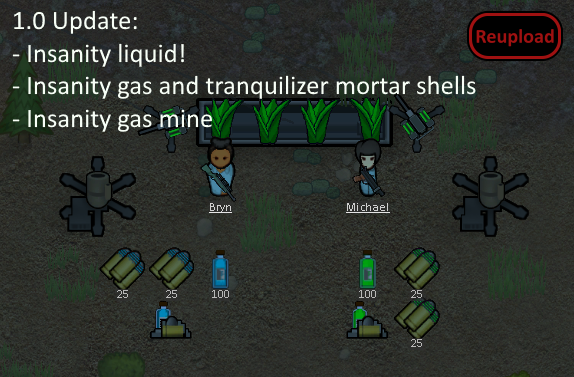 1.0 Update:
Reupload
- Insanity liquid!
- Insanity gas and tranquilizer mortar shells
- Insanity gas mine
Bryn
Michael
25
25
100
100
25
25